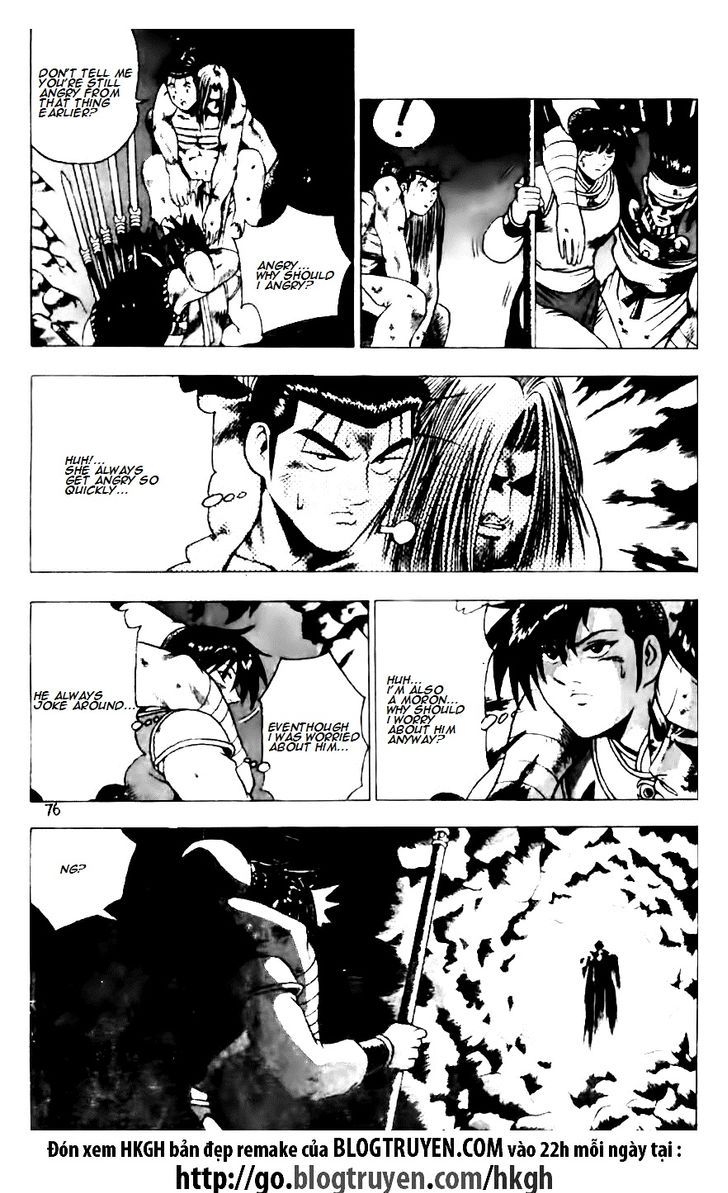 DON'T TELL ME
YOU'RE STILL
ANGRY FROM
THAT THING
EARLIER?
ANGRY...
WHY SHOULD
I ANGRY?
!
HUH!...
SHE ALWAYS
GET ANGRY SO
QUICKLY...
HE ALWAYS
JOKE AROUND...
EVENTHOUGH
I WAS WORRIED
ABOUT HIM...
HUH...
I'M ALSO
A MORON...
WHY SHOULD
I WORRY
ABOUT HIM
ANYWAY?
76
NG?
Đón xem HKGH bản đẹp remake của BLOGTRUYEN.COM vào 22h mỗi ngày tại :
http://go.blogtruyen.com/hkgh